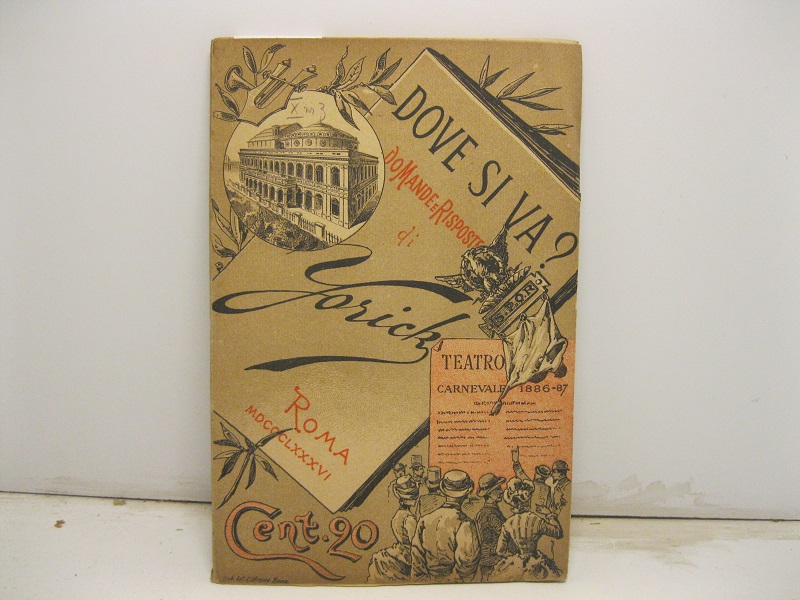 X m 3
DOVE SI VA?
DOMANDE E RISPOSTE
di
Yorick
S.P.Q.R.
TEATRO
CARNEVALE 1886-87
ROMA
MDCCCLXXXVI
Cent. 20